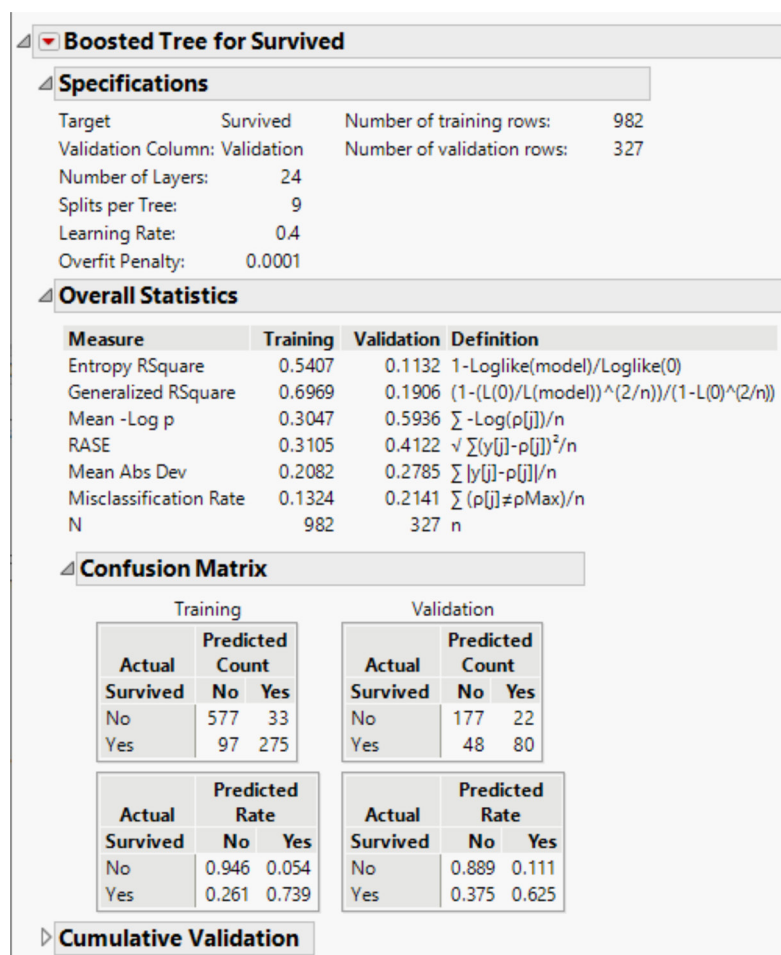 Boosted Tree for Survived
Specifications
Target Survived Number of training rows: 982
Validation Column: Validation Number of validation rows: 327
Number of Layers: 24
Splits per Tree: 9
Learning Rate: 0.4
Overfit Penalty: 0.0001
Overall Statistics
Measure Training Validation Definition
Entropy RSquare 0.5407 0.1132 1-Loglike(model)/Loglike(0)
Generalized RSquare 0.6969 0.1906 (1-(L(0)/L(model))^(2/n))/(1-L(0)^(2/n))
Mean -Log p 0.3047 0.5936 ∑ -Log(ρ[j])/n
RASE 0.3105 0.4122 √ ∑(y[j]-ρ[j])²/n
Mean Abs Dev 0.2082 0.2785 ∑ |y[j]-ρ[j]|/n
Misclassification Rate 0.1324 0.2141 ∑ (ρ[j]≠ρMax)/n
N 982 327 n
Confusion Matrix
Training Validation
Predicted Predicted
Actual Count Actual Count
Survived No Yes Survived No Yes
No 577 33 No 177 22
Yes 97 275 Yes 48 80
Predicted Predicted
Actual Rate Actual Rate
Survived No Yes Survived No Yes
No 0.946 0.054 No 0.889 0.111
Yes 0.261 0.739 Yes 0.375 0.625
Cumulative Validation